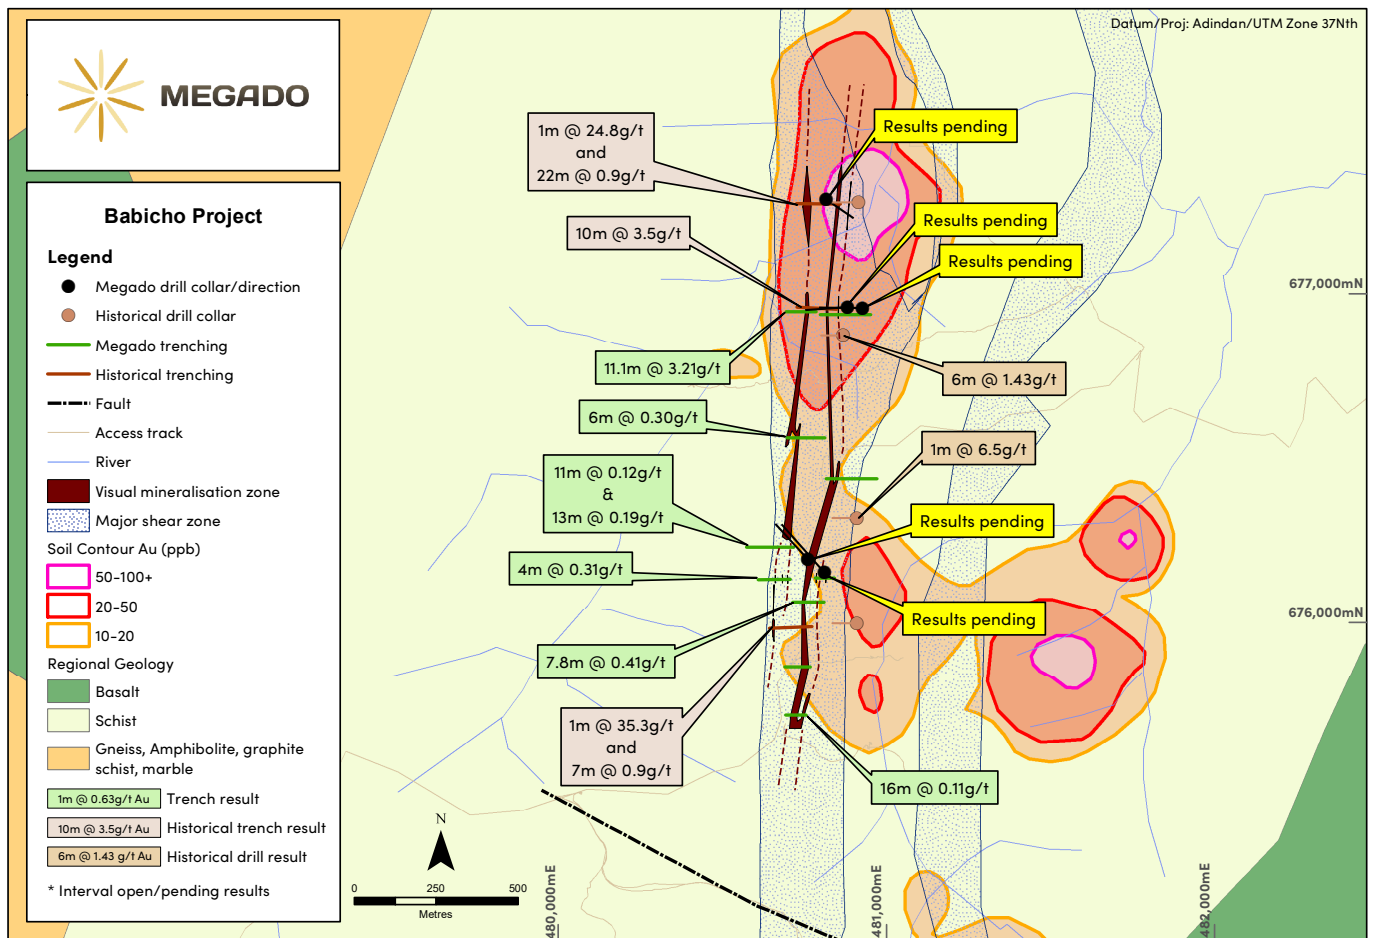 Datum/Proj: Adindan/UTM Zone 37Nth
MEGADO
Babicho Project
Legend
Megado drill collar/direction
Historical drill collar
Megado trenching
Historical trenching
Fault
Access track
River
Visual mineralisation zone
Major shear zone
Soil Contour Au (ppb)
50-100+
20-50
10-20
Regional Geology
Basalt
Schist
Gneiss, Amphibolite, graphite
schist, marble
1m @ 0.63g/t Au
Trench result
10m @ 3.5g/t Au
Historical trench result
6m @ 1.43 g/t Au
Historical drill result
* Interval open/pending results
1m @ 24.8g/t
and
22m @ 0.9g/t
Results pending
10m @ 3.5g/t
Results pending
Results pending
677,000mN
11.1m @ 3.21g/t
6m @ 1.43g/t
6m @ 0.30g/t
1m @ 6.5g/t
11m @ 0.12g/t
&
13m @ 0.19g/t
Results pending
4m @ 0.31g/t
Results pending
676,000mN
7.8m @ 0.41g/t
1m @ 35.3g/t
and
7m @ 0.9g/t
16m @ 0.11g/t
N
0 250 500
Metres
480,000mE
481,000mE
482,000mE